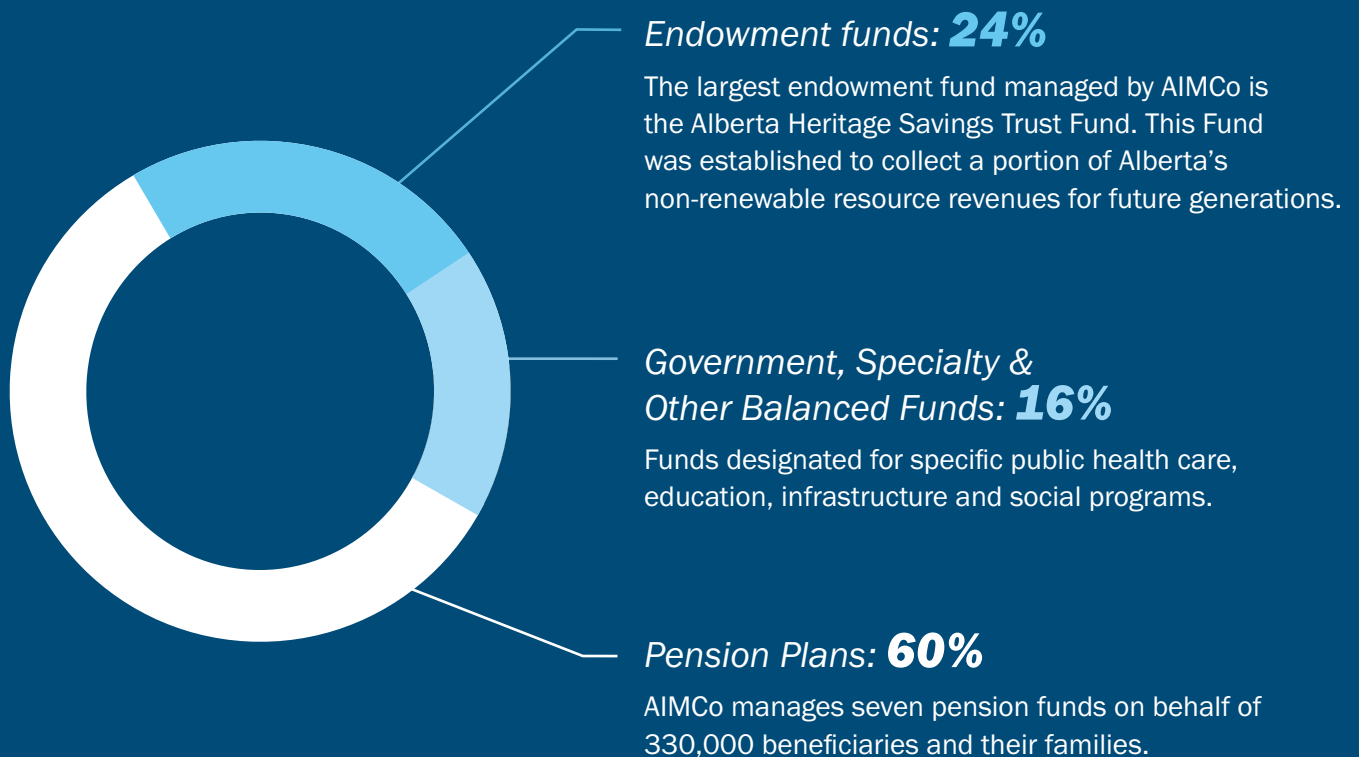 Endowment funds: 24%
The largest endowment fund managed by AIMCo is
the Alberta Heritage Savings Trust Fund. This Fund
was established to collect a portion of Alberta’s
non-renewable resource revenues for future generations.
Government, Specialty &
Other Balanced Funds: 16%
Funds designated for specific public health care,
education, infrastructure and social programs.
Pension Plans: 60%
AIMCo manages seven pension funds on behalf of
330,000 beneficiaries and their families.